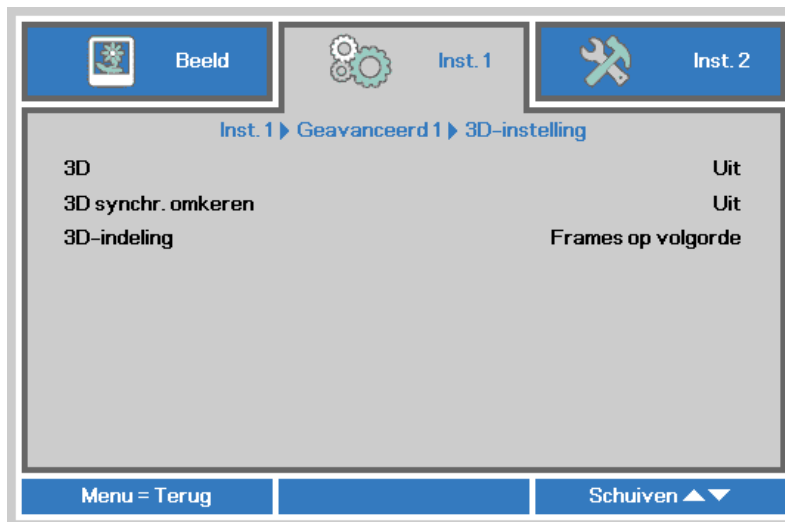 Beeld
Inst. 1
Inst. 2
Inst. 1 ▶ Geavanceerd 1 ▶ 3D-instelling
3D Uit
3D synchr. omkeren Uit
3D-indeling Frames op volgorde
Menu = Terug
Schuiven ▲▼